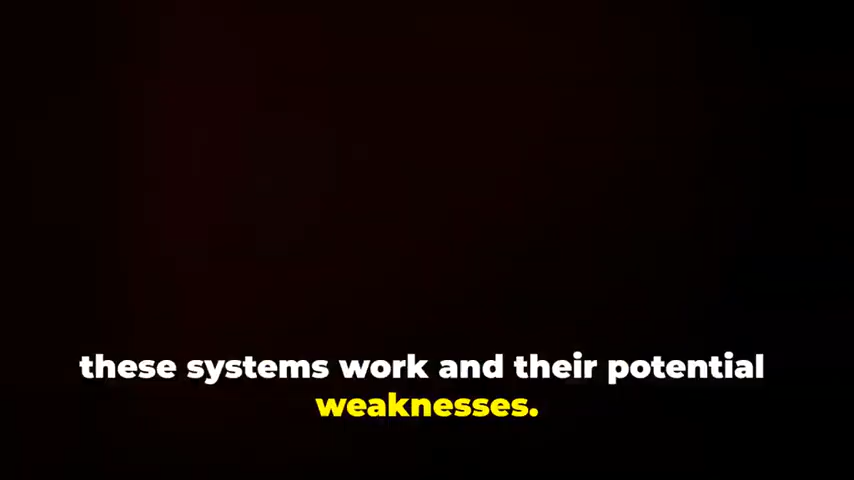 these systems work and their potential
weaknesses.